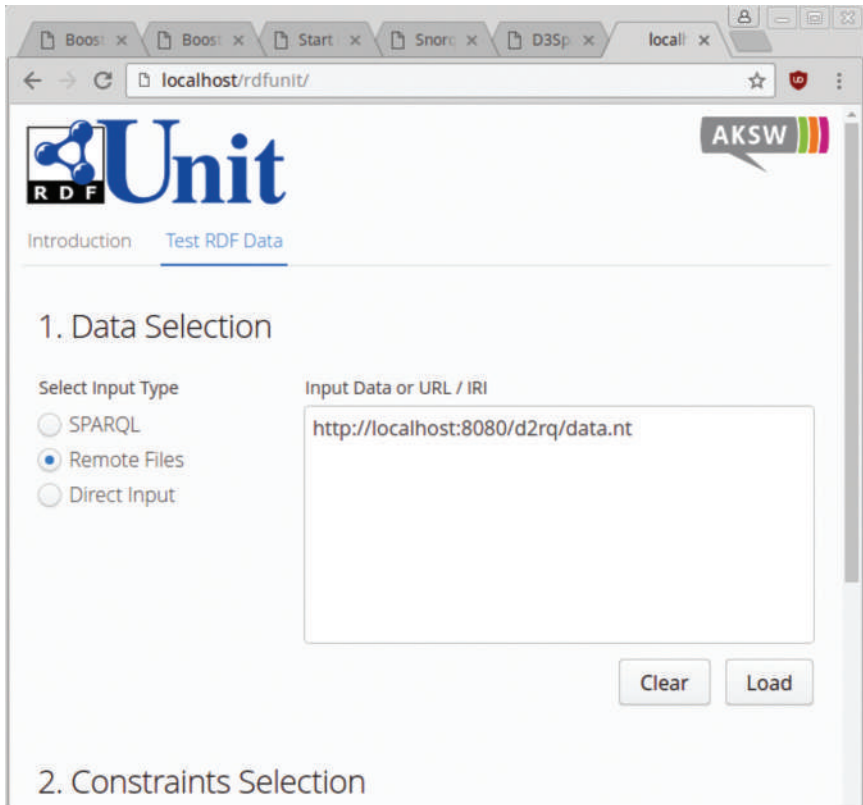 Boost Boost Start Snorq D3Sp local
localhost/rdfunit/
RDF Unit
AKSW
Introduction Test RDF Data
1. Data Selection
Select Input Type Input Data or URL / IRI
SPARQL http://localhost:8080/d2rq/data.nt
Remote Files
Direct Input
Clear Load
2. Constraints Selection